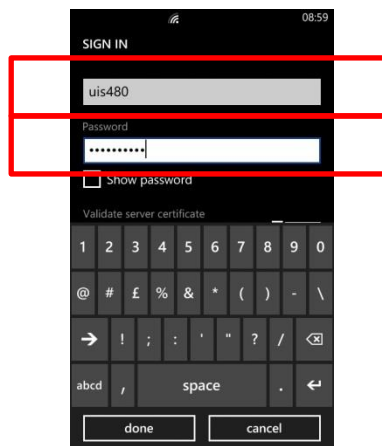 08:59
SIGN IN
uis480
Password
••••••••••
Show password
Validate server certificate
1 2 3 4 5 6 7 8 9 0
@ # £ % & * ( ) - \
→ ! ; : ' " ? /
abcd , space .
done cancel